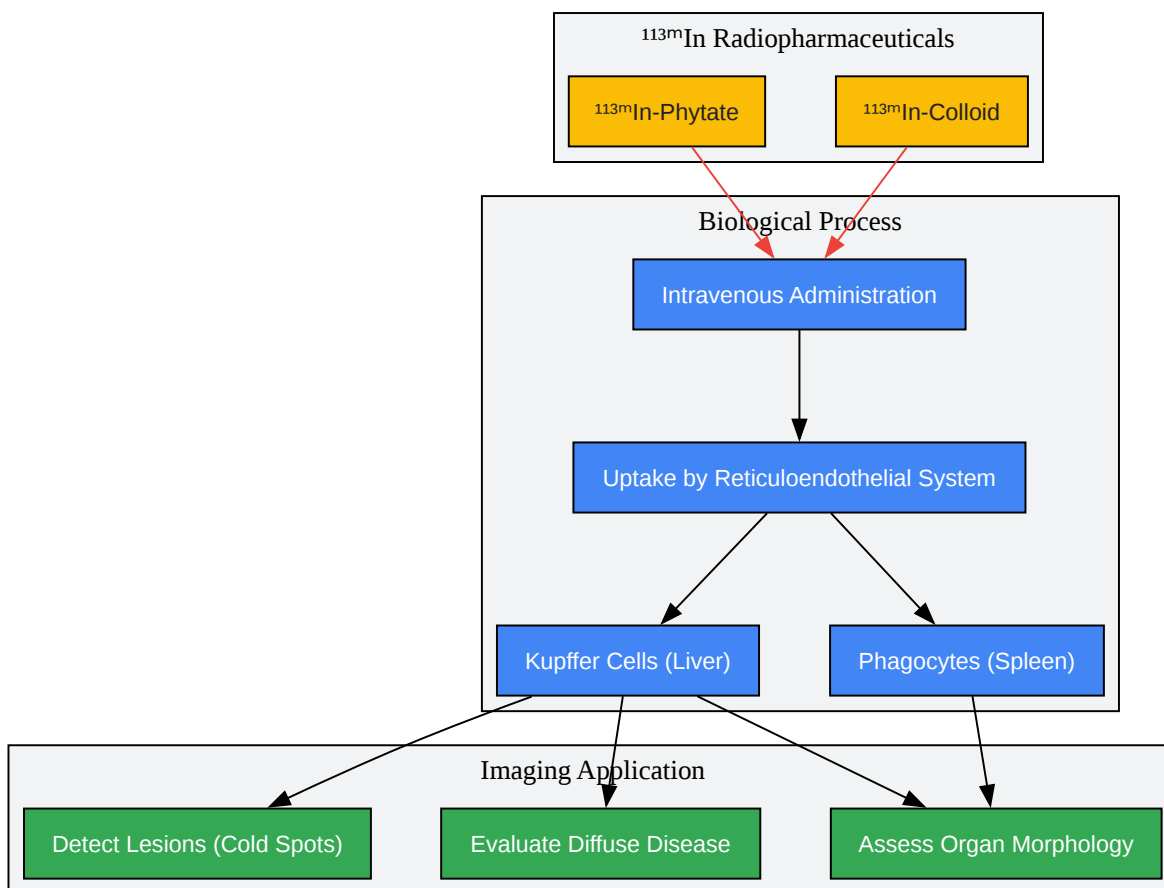 ¹¹³ᵐIn Radiopharmaceuticals
¹¹³ᵐIn-Phytate
¹¹³ᵐIn-Colloid
Biological Process
Intravenous Administration
Uptake by Reticuloendothelial System
Kupffer Cells (Liver)
Phagocytes (Spleen)
Imaging Application
Detect Lesions (Cold Spots)
Evaluate Diffuse Disease
Assess Organ Morphology